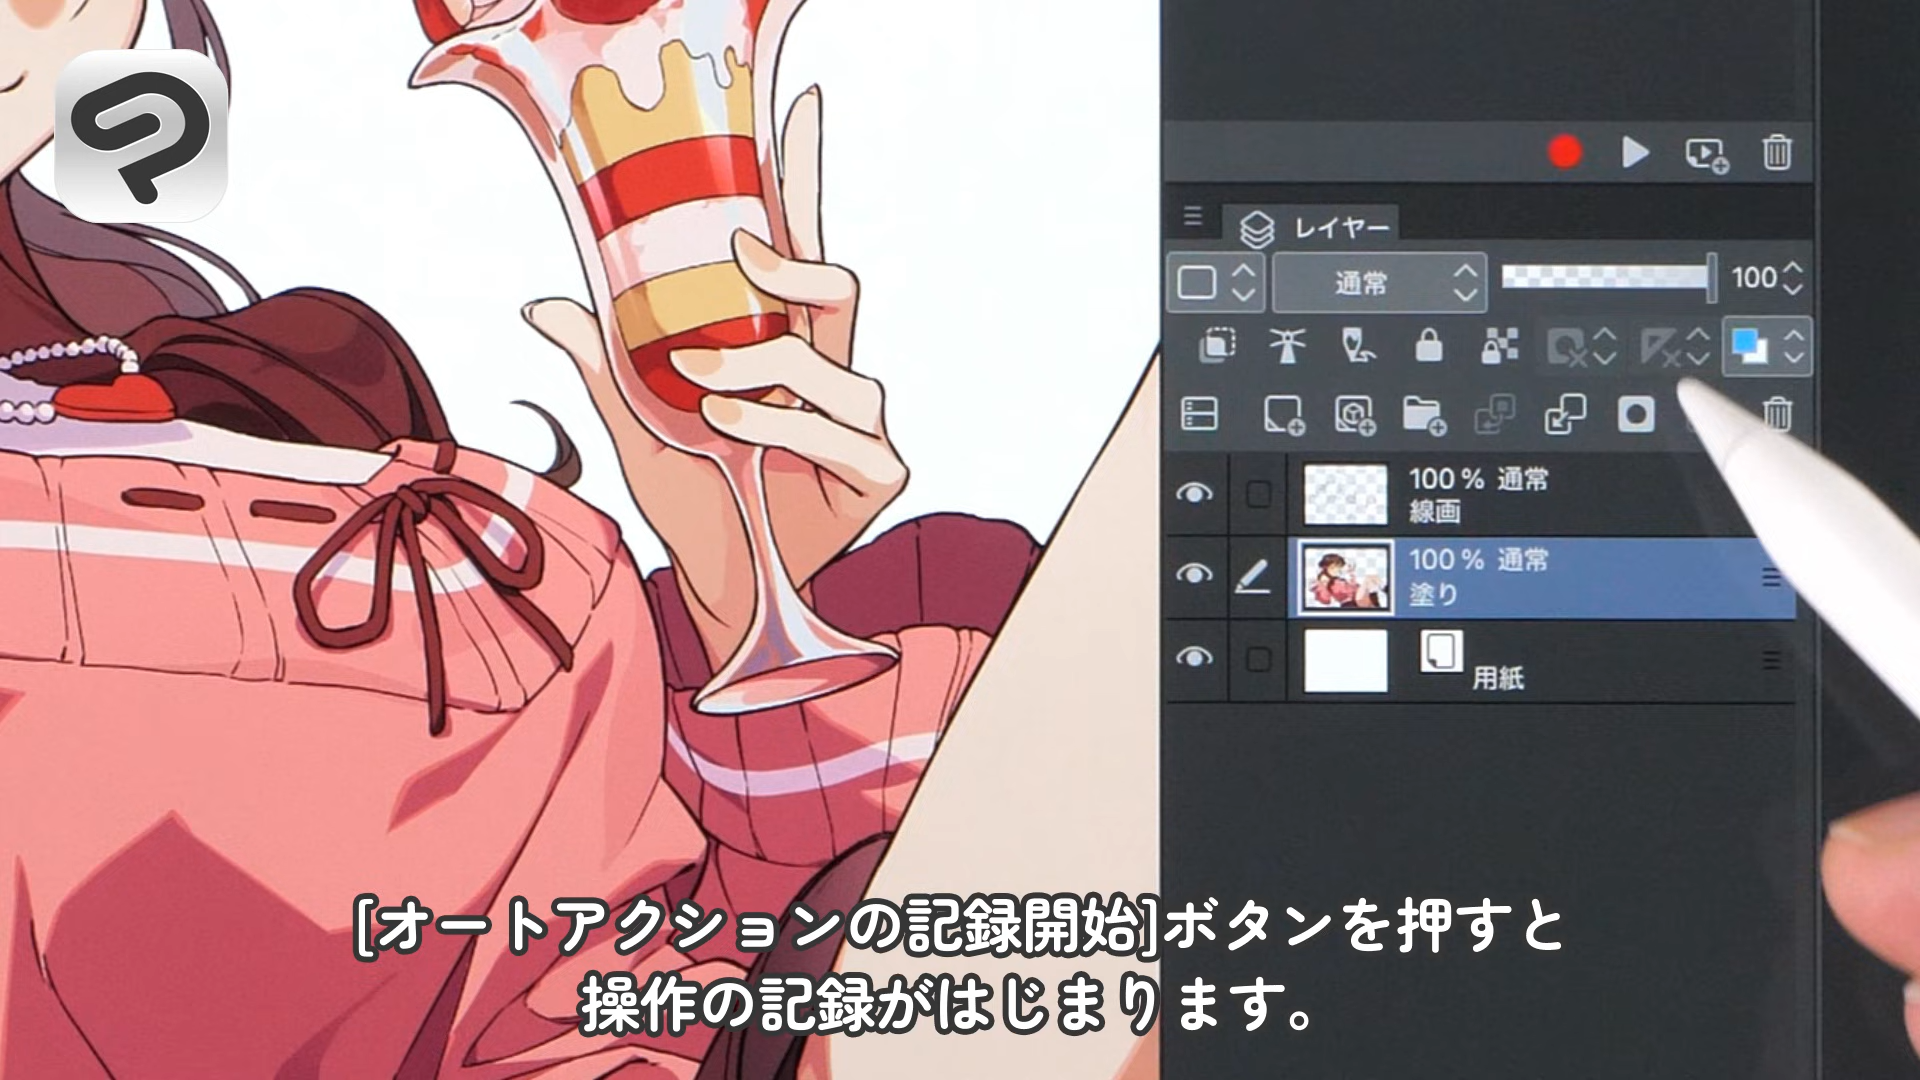 レイヤー
通常
100
100% 通常
線画
100% 通常
塗り
用紙
[オートアクションの記録開始]ボタンを押すと
操作の記録がはじまります。